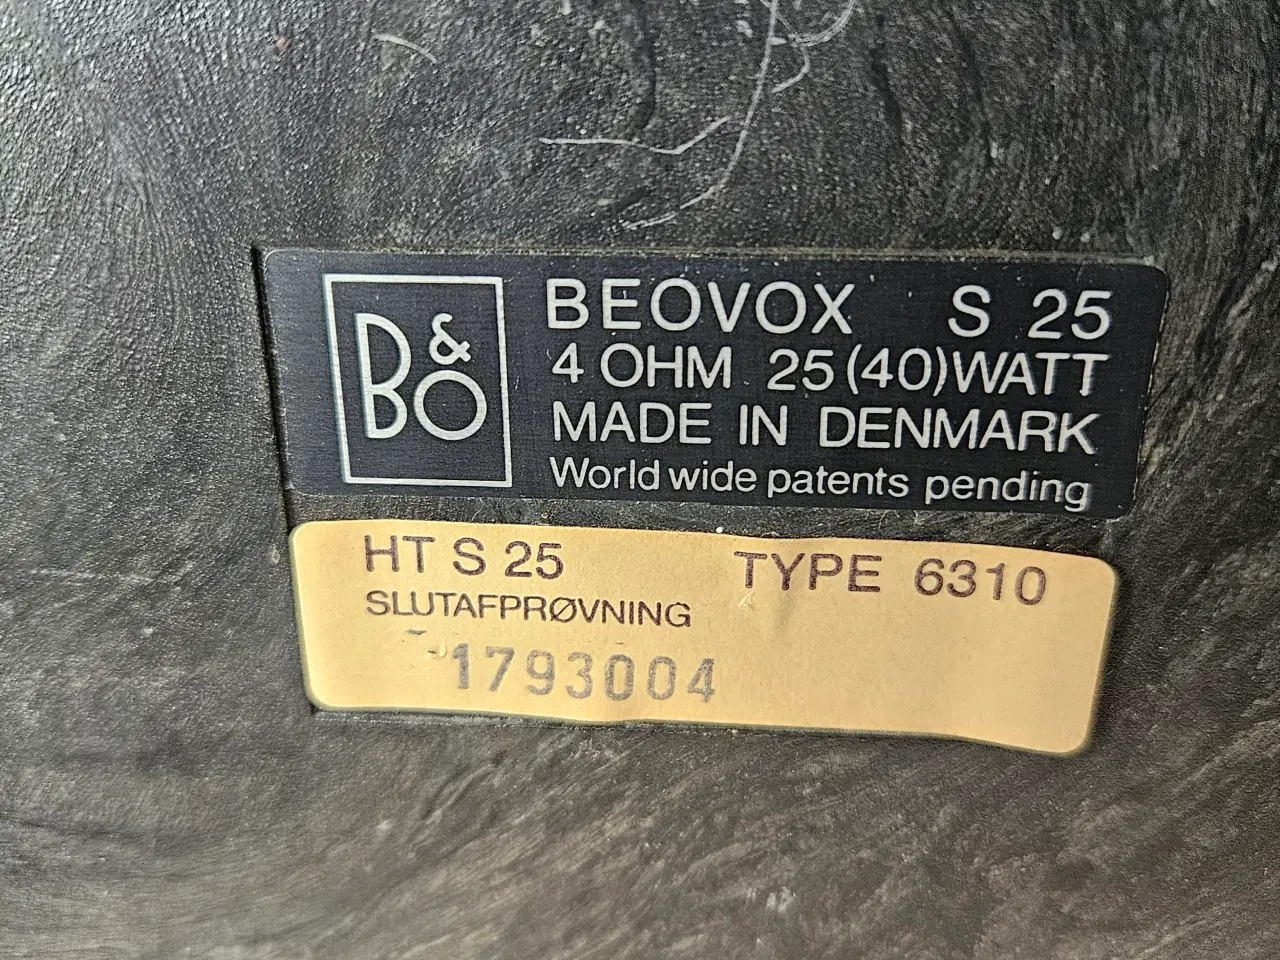 B&O
BEOVOX S 25
4 OHM 25 (40) WATT
MADE IN DENMARK
World wide patents pending
HT S 25 TYPE 6310
SLUTAFPRØVNING
1793004